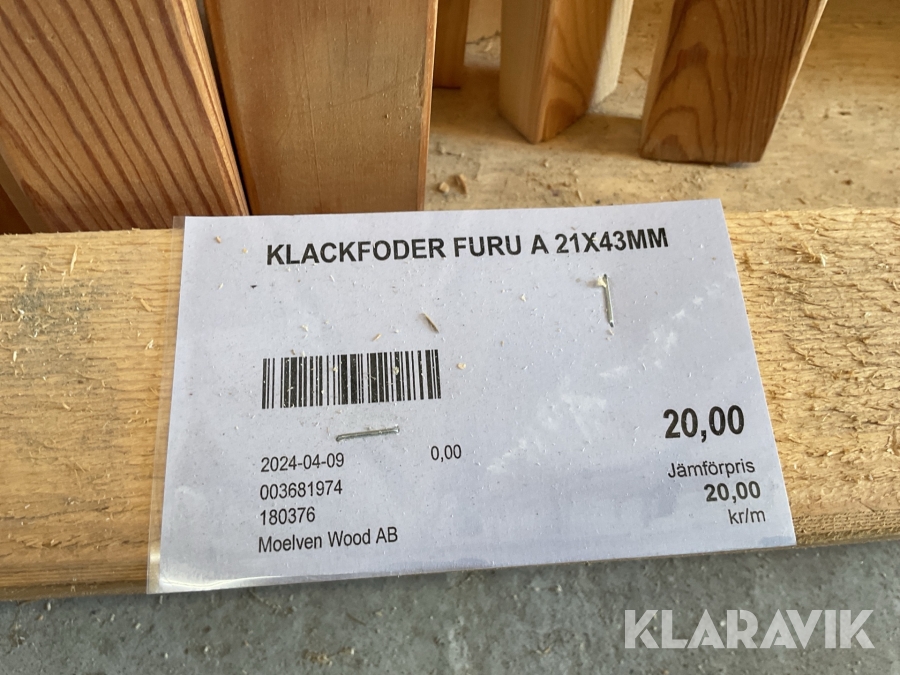 KLACKFODER FURU A 21X43MM
20,00
2024-04-09 0,00
Jämförpris
003681974
20,00
180376
kr/m
Moelven Wood AB
KLARAVIK